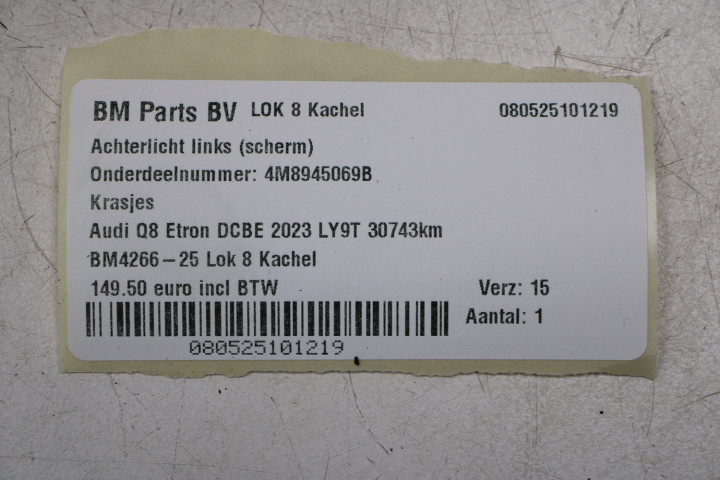 BM Parts BV LOK 8 Kachel 080525101219
Achterlicht links (scherm)
Onderdeelnummer: 4M8945069B
Krasjes
Audi Q8 Etron DCBE 2023 LY9T 30743km
BM4266-25 Lok 8 Kachel
149.50 euro incl BTW Verz: 15
Aantal: 1
080525101219